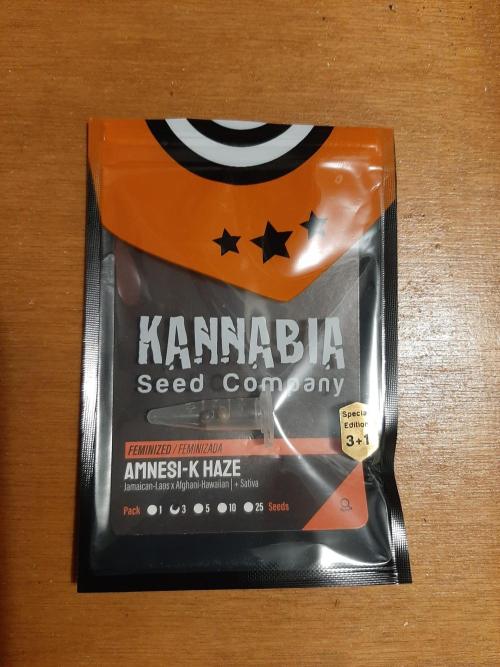 KANNABIA
Seed Company
Special
Edition
3+1
FEMINIZED / FEMINIZADA
AMNESI-K HAZE
Jamaican-Laos x Afghani-Hawaiian | + Sativa
Pack 1 3 5 10 25 Seeds